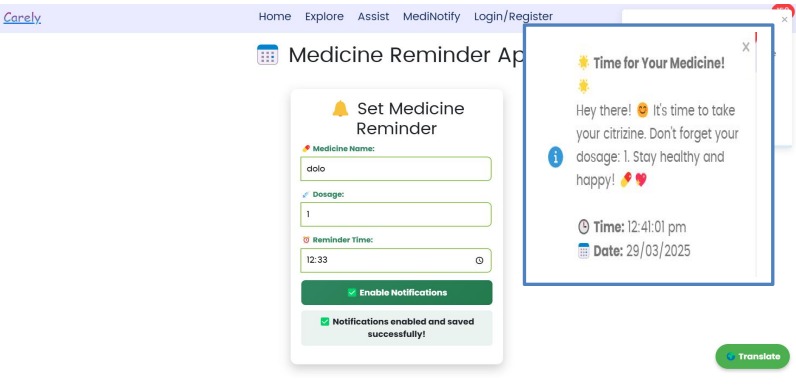 Carely
Home Explore Assist MediNotify Login/Register
Medicine Reminder Ap
Set Medicine
Reminder
Medicine Name:
dolo
Dosage:
1
Reminder Time:
12:33
Enable Notifications
Notifications enabled and saved
successfully!
×
X
Time for Your Medicine!
Hey there! 😊 It's time to take
your citrizine. Don't forget your
dosage: 1. Stay healthy and
happy! 💊💖
Time: 12:41:01 pm
Date: 29/03/2025
Translate